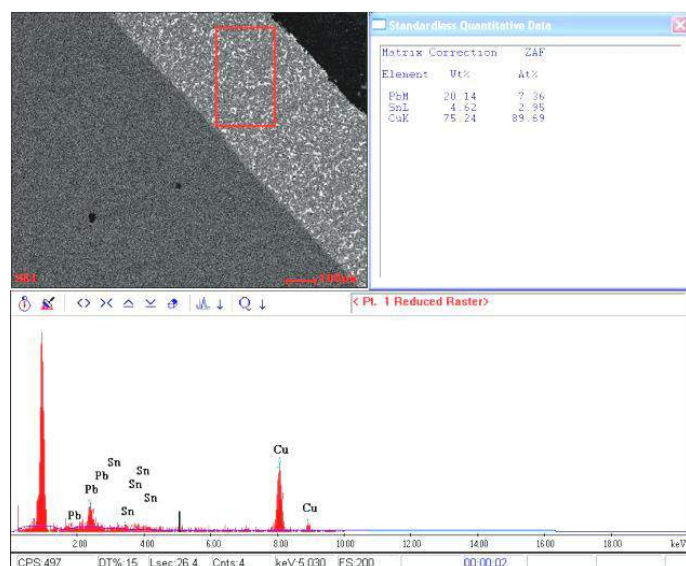 Standardless Quantitative Data
Matrix Correction ZAF
Element Wt% At%
PbM 20.14 7.36
SnL 4.62 2.95
CuK 75.24 89.69
Q
< Pt. 1 Reduced Raster>
Cu
Sn
Pb Sn
Pb Sn
Sn
Pb Sn
Cu
2.00 4.00 6.00 8.00 10.00 12.00 14.00 16.00 18.00 keV
CPS:497 DT%:15 Lsec:26.4 Cnts:4 keV:5.030 FS:200 00:00:02